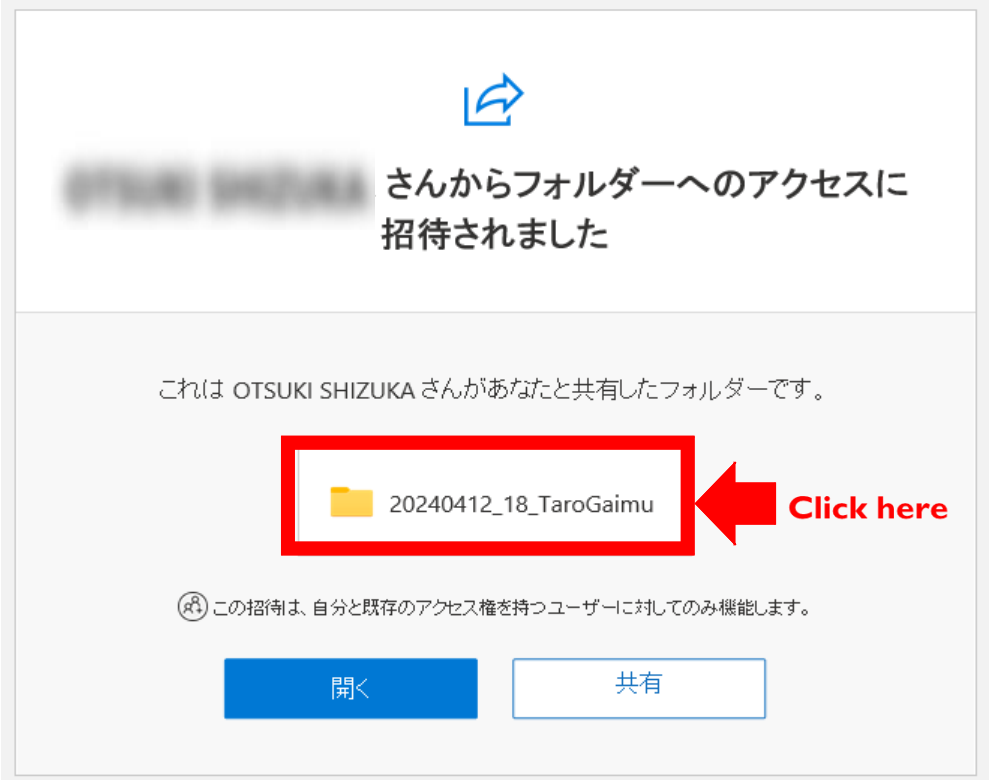 さんからフォルダーへのアクセスに
招待されました
これは OTSUKI SHIZUKA さんがあなたと共有したフォルダーです。
20240412_18_TaroGaimu
Click here
この招待は、自分と既存のアクセス権を持つユーザーに対してのみ機能します。
開く
共有